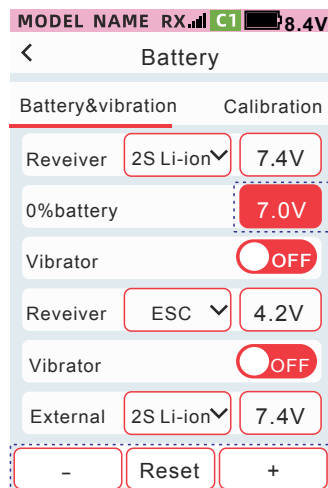 MODEL NAME RX C1 8.4V
Battery
Battery&vibration Calibration
Reveiver 2S Li-ion 7.4V
0%battery 7.0V
Vibrator OFF
Reveiver ESC 4.2V
Vibrator OFF
External 2S Li-ion 7.4V
- Reset +